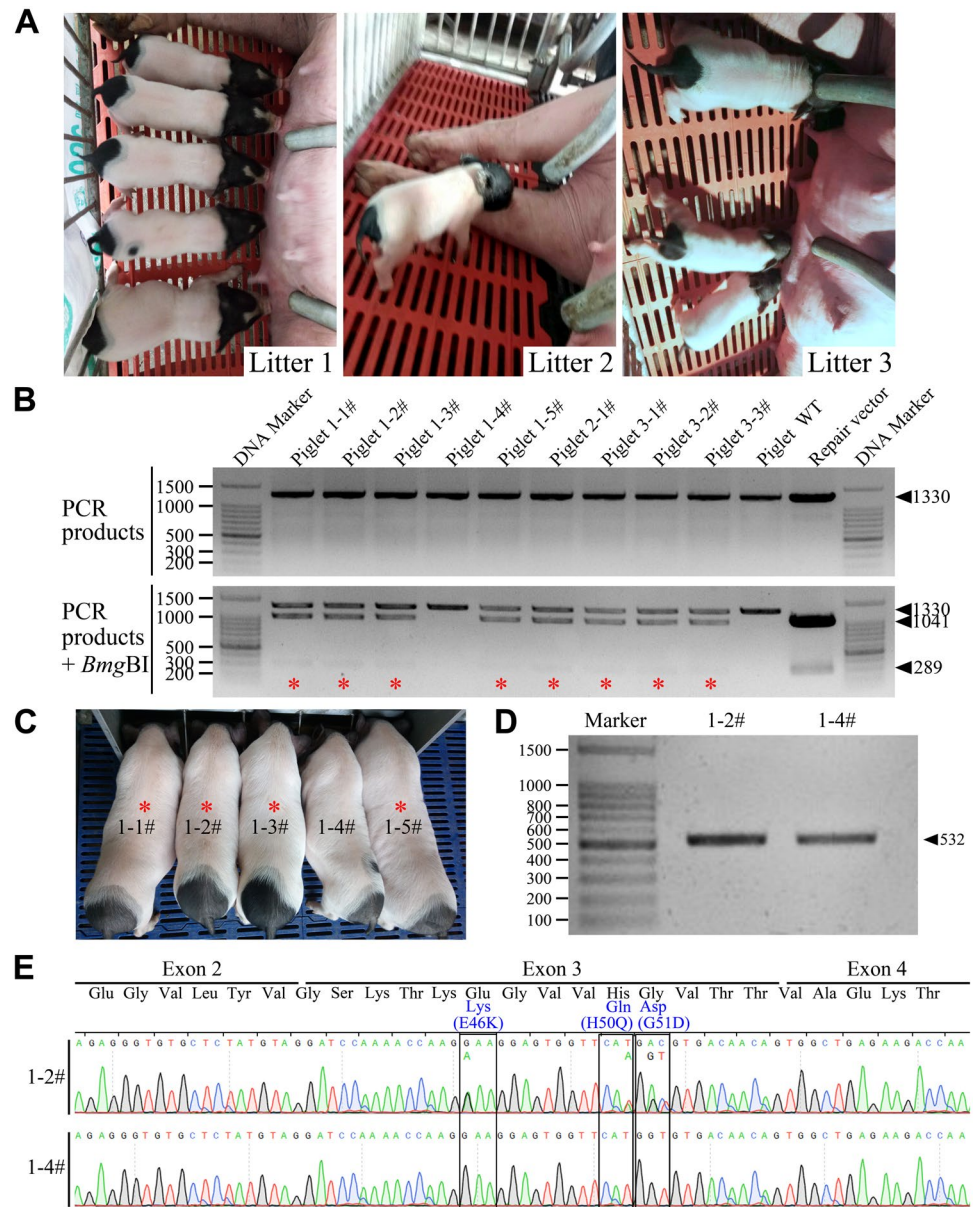 A
Litter 1
Litter 2
Litter 3
B
DNA Marker
Piglet 1-1#
Piglet 1-2#
Piglet 1-3#
Piglet 1-4#
Piglet 1-5#
Piglet 2-1#
Piglet 3-1#
Piglet 3-2#
Piglet 3-3#
Piglet WT
Repair vector
DNA Marker
PCR
products
1500
1000
500
300
200
1330
PCR
products
+ BmgBI
1500
1000
500
300
200
1330
1041
289
* * * * * * * *
C
* * * *
1-1# 1-2# 1-3# 1-4# 1-5#
D
Marker 1-2# 1-4#
1500
1000
800
700
600
500
400
300
200
100
532
E
Exon 2 Exon 3 Exon 4
Glu Gly Val Leu Tyr Val Gly Ser Lys Thr Lys Glu Gly Val Val His Gly Val Thr Thr Val Ala Glu Lys Thr
Lys Gln Asp
(E46K) (H50Q) (G51D)
1-2#
A G A G G G T G T G C T C T A T G T A G G A T C C A A A A C C A A G G A A G G A G T G G T T C A T G A C G T G A C A A C A G T G G C T G A G A A G A C C A A
A A G T
1-4#
A G A G G G T G T G C T C T A T G T A G G A T C C A A A A C C A A G G A A G G A G T G G T T C A T G G T G T G A C A A C A G T G G C T G A G A A G A C C A A